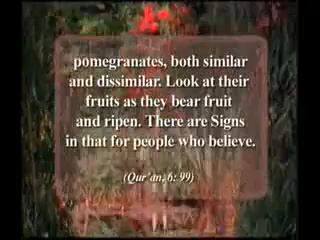 pomegranates, both similar
and dissimilar. Look at their
fruits as they bear fruit
and ripen. There are Signs
in that for people who believe.
(Qur'an, 6: 99)